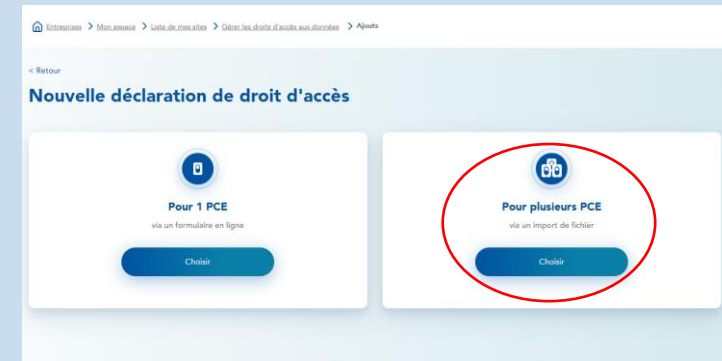 Entreprises > Mon espace > Liste de mes sites > Gérer les droits d'accès aux données > Ajouts
< Retour
Nouvelle déclaration de droit d'accès
Pour 1 PCE
via un formulaire en ligne
Choisir
Pour plusieurs PCE
via un import de fichier
Choisir